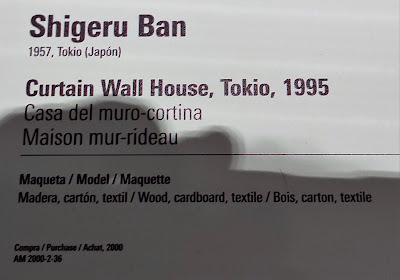 Shigeru Ban
1957, Tokio (Japón)
Curtain Wall House, Tokio, 1995
Casa del muro-cortina
Maison mur-rideau
Maqueta / Model / Maquette
Madera, cartón, textil / Wood, cardboard, textile / Bois, carton, textile
Compra / Purchase / Achat, 2000
AM 2000-2-36